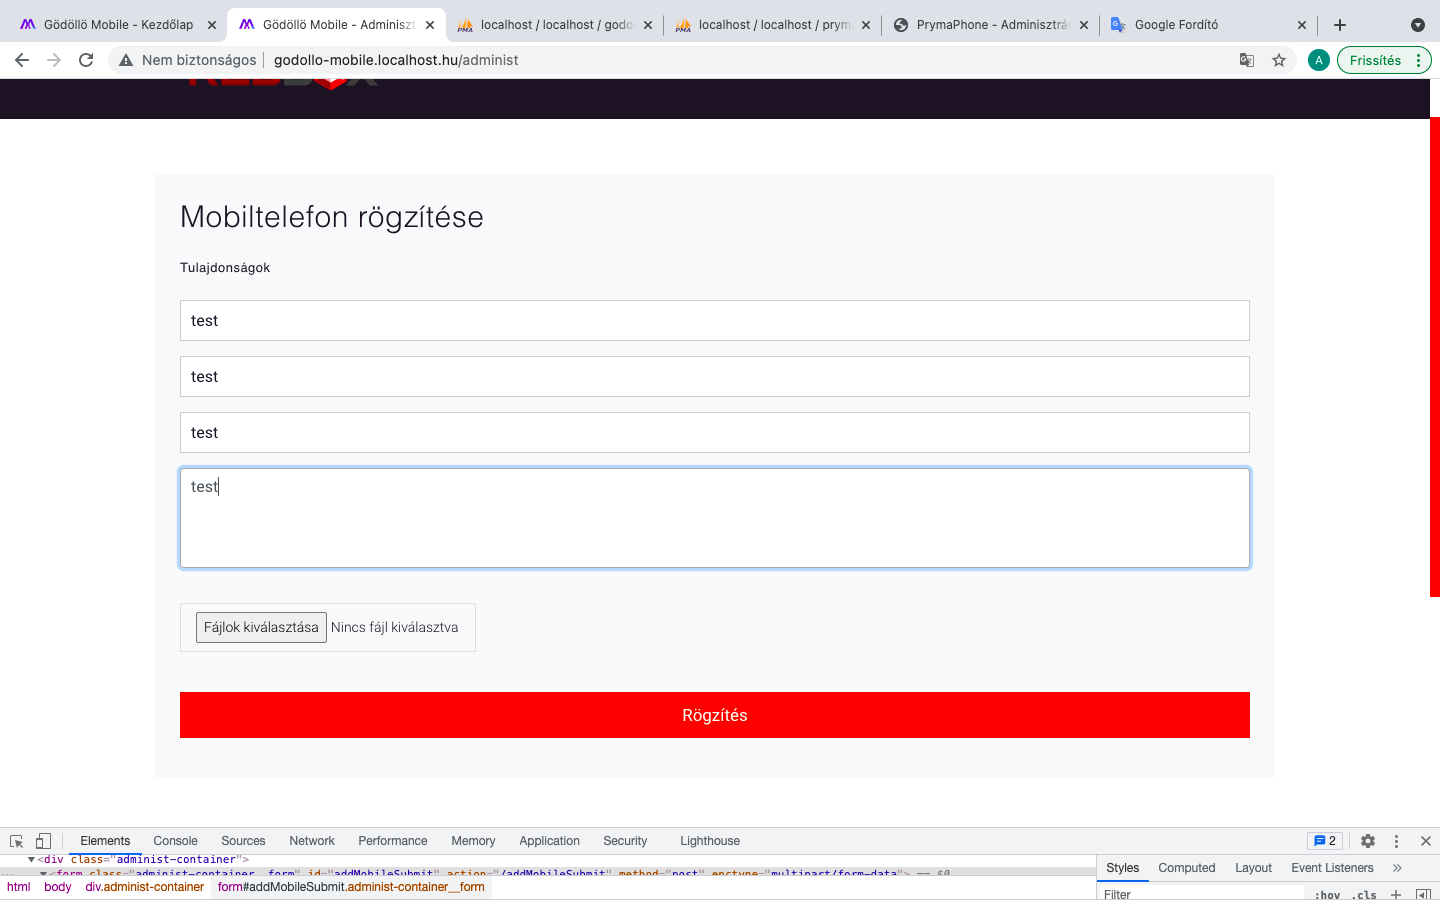 Gödöllö Mobile - Kezdőlap
Gödöllö Mobile - Adminiszt
localhost / localhost / godo
localhost / localhost / prym
PrymaPhone - Adminisztrá
Google Fordító
Nem biztonságos
godollo-mobile.localhost.hu/administ
A
Frissítés
Mobiltelefon rögzítése
Tulajdonságok
test
test
test
test
Fájlok kiválasztása Nincs fájl kiválasztva
Rögzítés
Elements Console Sources Network Performance Memory Application Security Lighthouse 2
<div class="administ-container">
<form class="administ-container__form" id="addMobileSubmit" action="/addMobileSubmit" method="post" enctype="multipart/form-data"> == $0
html body div.administ-container form#addMobileSubmit.administ-container__form
Styles Computed Layout Event Listeners »
Filter :hov .cls +